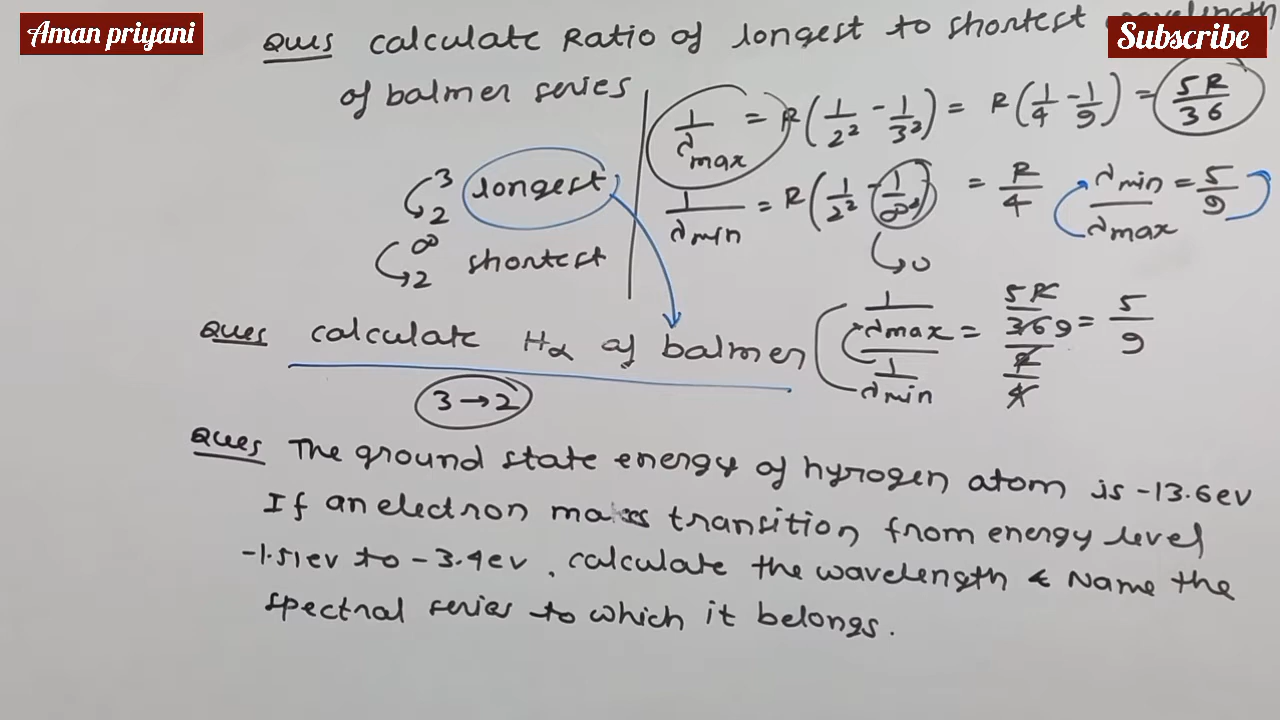 Aman priyani
Subscribe
Ques calculate Ratio of longest to shortest
of balmer series
3 2 longest
∞ 2 shortest
1/λmax = R(1/2² - 1/3²) = R(1/4 - 1/9) = 5R/36
1/λmin = R(1/2² - 1/∞²) = R/4
0
λmin/λmax = 5/9
1/λmax / 1/λmin = 5R/36 9 / R/4 = 5/9
Ques calculate Hα of balmer
3→2
Ques The ground state energy of hyrogen atom is -13.6ev
If an electron makes transition from energy level
-1.51ev to -3.4ev, calculate the wavelength & Name the
spectral series to which it belongs.